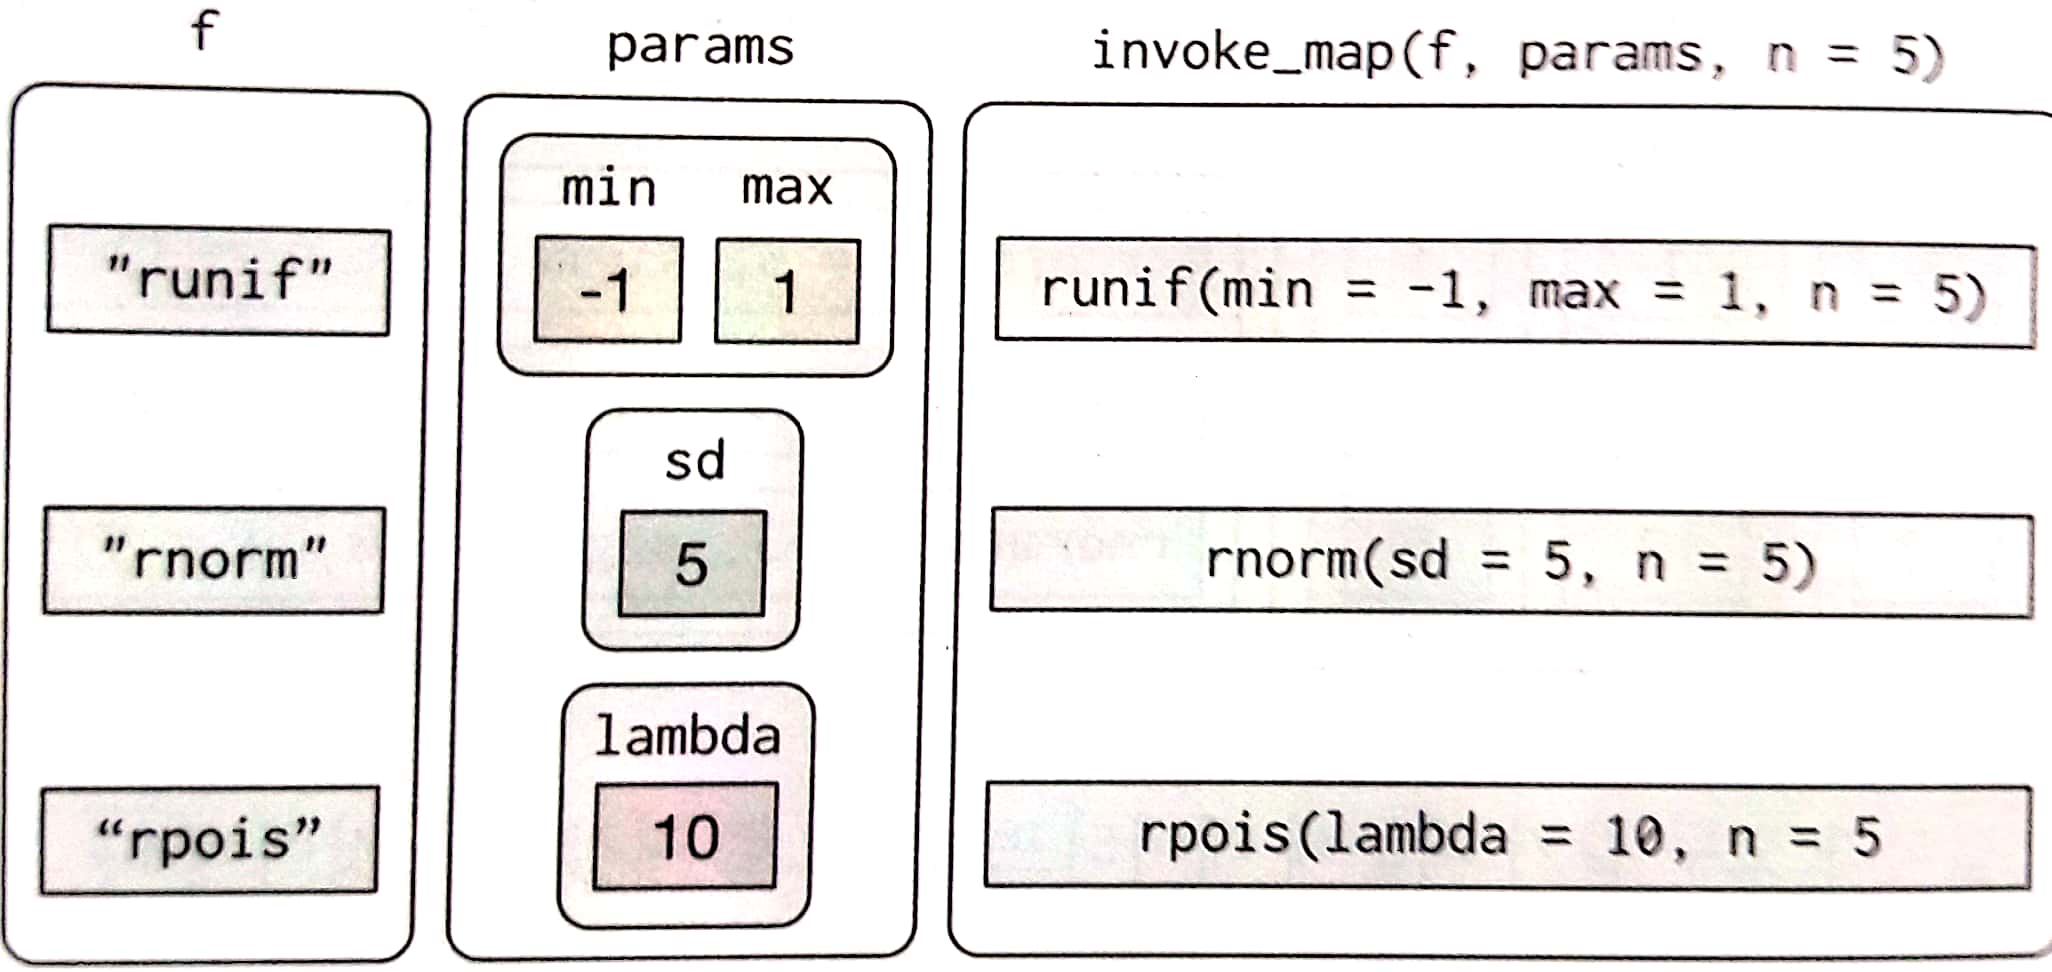 f
params
invoke_map(f, params, n = 5)
min max
"runif"
-1 1
runif(min = -1, max = 1, n = 5)
sd
"rnorm"
5
rnorm(sd = 5, n = 5)
lambda
“rpois”
10
rpois(lambda = 10, n = 5